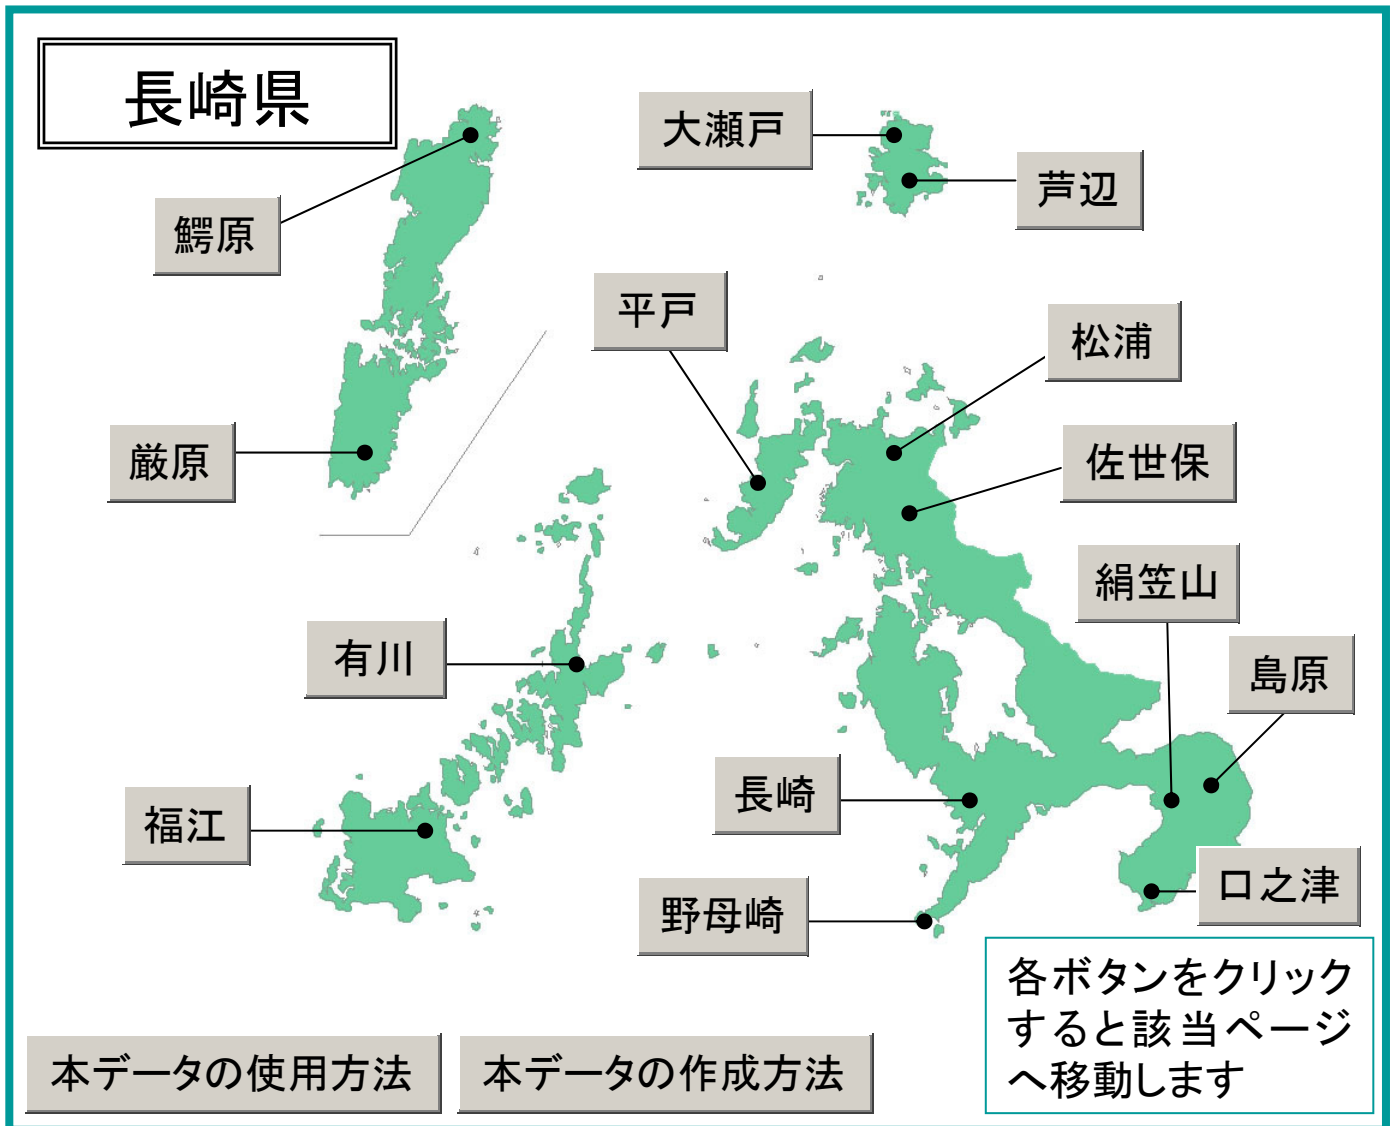 長崎県
大瀬戸
芦辺
鰐原
平戸
松浦
厳原
佐世保
絹笠山
有川
島原
長崎
福江
口之津
野母崎
各ボタンをクリック
すると該当ページ
へ移動します
本データの使用方法
本データの作成方法